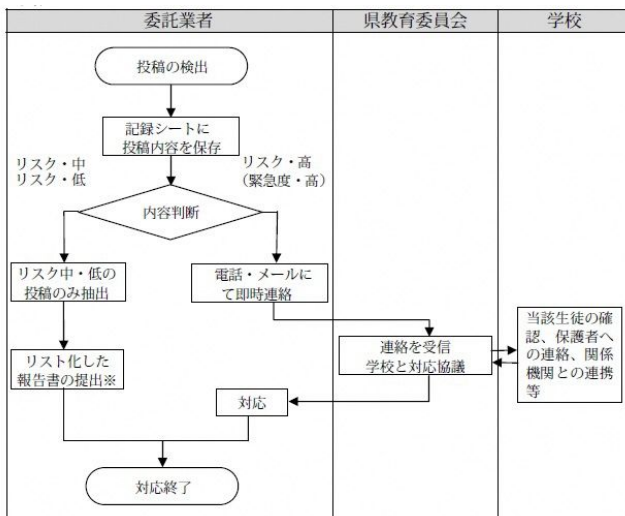 委託業者
県教育委員会
学校
投稿の検出
記録シートに
投稿内容を保存
リスク・中
リスク・低
リスク・高
（緊急度・高）
内容判断
リスク中・低の
投稿のみ抽出
電話・メールに
て即時連絡
連絡を受信
学校と対応協議
当該生徒の確
認、保護者へ
の連絡、関係
機関との連携
等
リスト化した
報告書の提出※
対応
対応終了